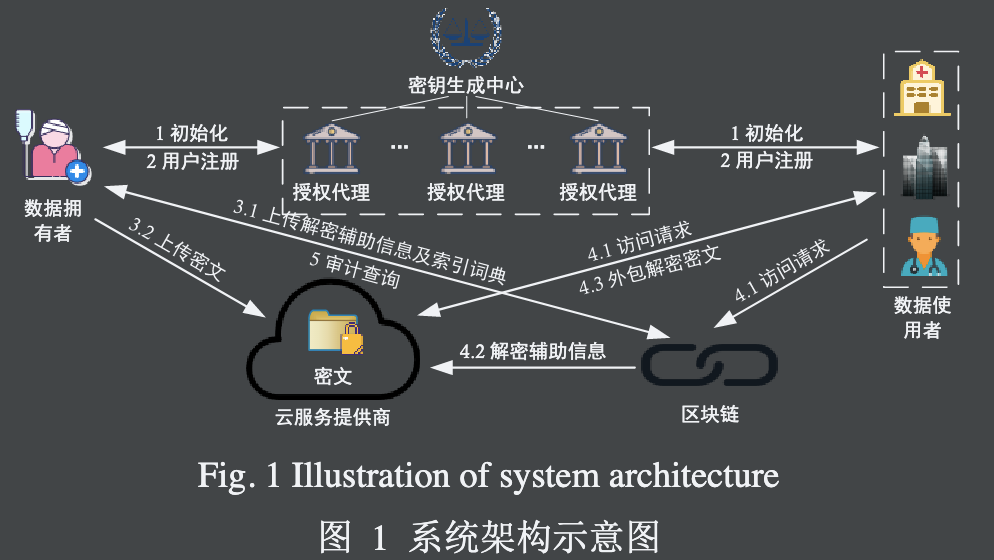 密钥生成中心
1 初始化
2 用户注册
授权代理
···
授权代理
···
授权代理
1 初始化
2 用户注册
数据拥
有者
3.1 上传解密辅助信息及索引词典
5 审计查询
3.2 上传密文
4.1 访问请求
4.3 外包解密密文
4.1 访问请求
数据使
用者
密文
云服务提供商
4.2 解密辅助信息
区块链
Fig. 1 Illustration of system architecture
图 1 系统架构示意图